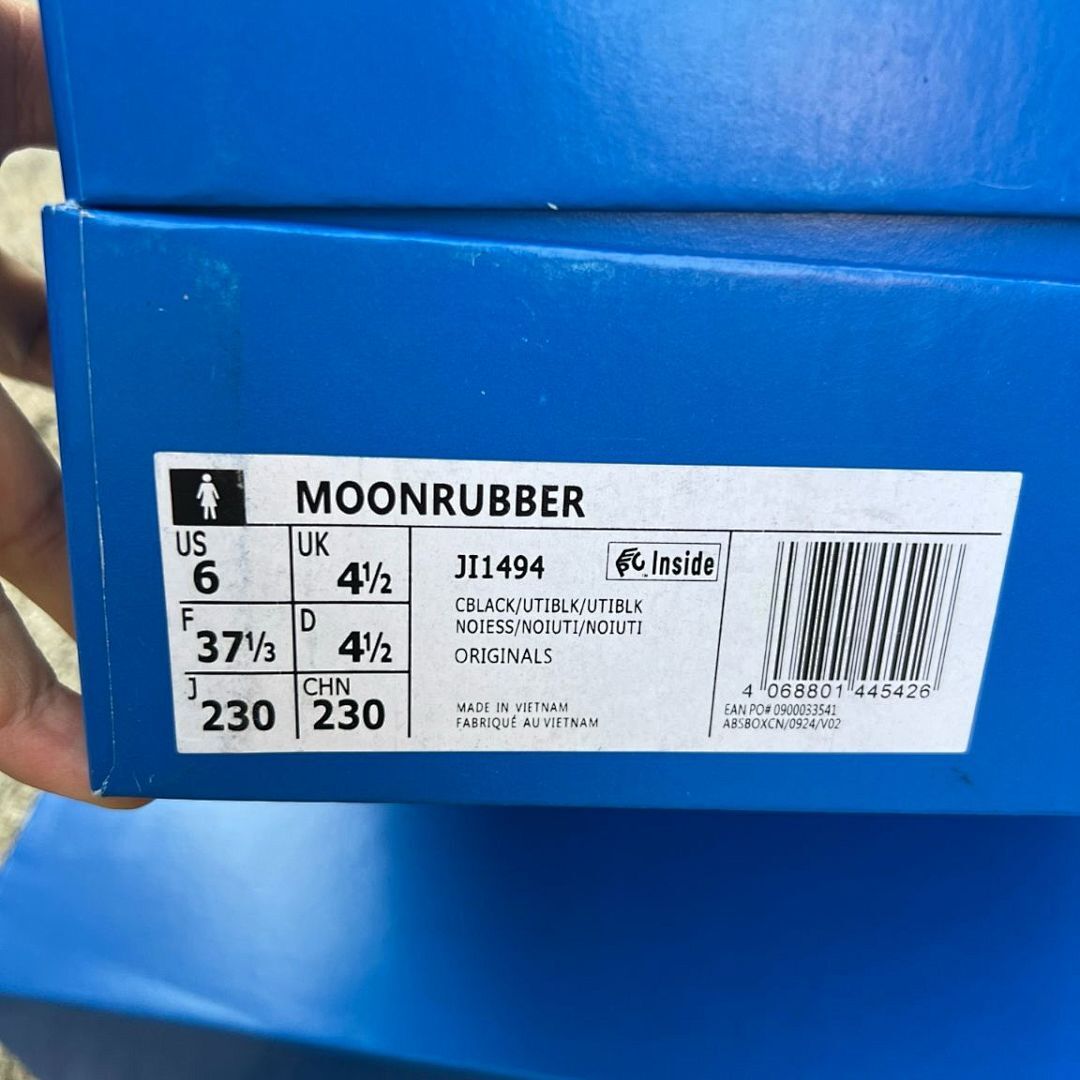 MOONRUBBER
US
6
UK
4½
F
37⅓
D
4½
J
230
CHN
230
JI1494
Inside
CBLACK/UTIBLK/UTIBLK
NOIESS/NOIUTI/NOIUTI
ORIGINALS
MADE IN VIETNAM
FABRIQUÉ AU VIETNAM
4 068801 445426
EAN PO# 0900033541
ABSBOXCN/0924/V02